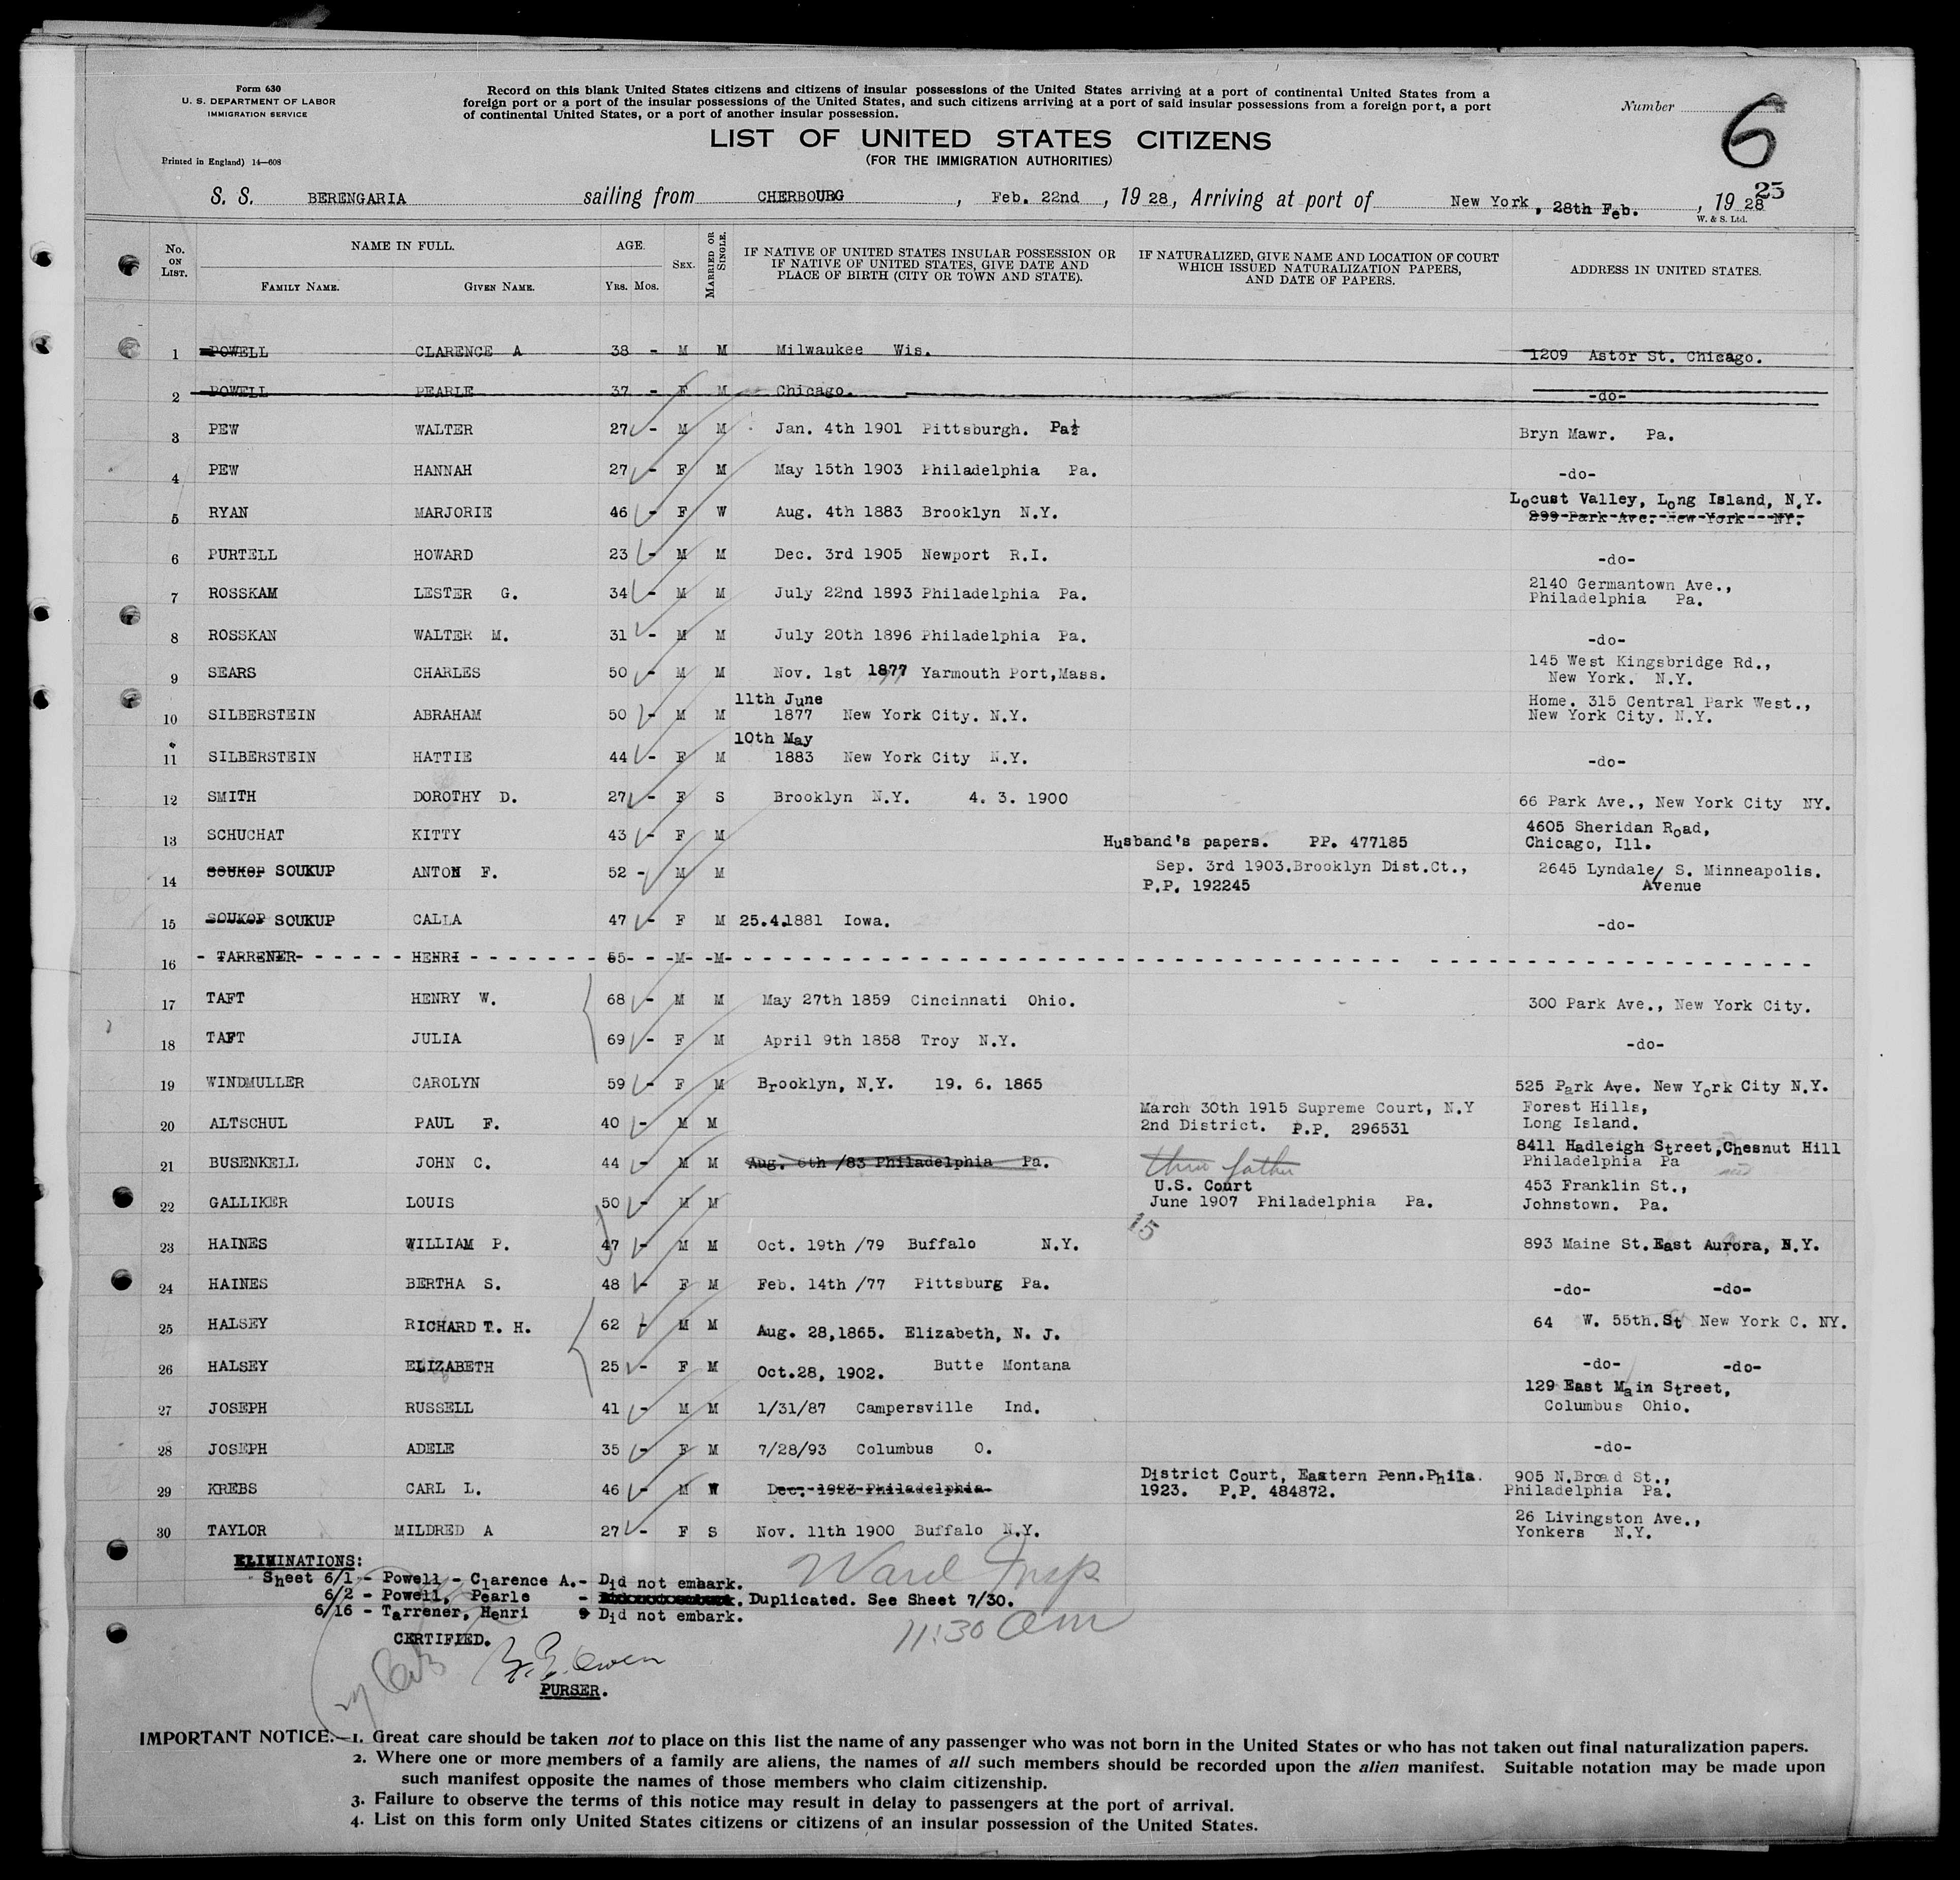 Form 630
U. S. DEPARTMENT OF LABOR
IMMIGRATION SERVICE
Printed in England) 14—608
Record on this blank United States citizens and citizens of insular possessions of the United States arriving at a port of continental United States from a
foreign port or a port of the insular possessions of the United States, and such citizens arriving at a port of said insular possessions from a foreign port, a port
of continental United States, or a port of another insular possession.
Number 6
LIST OF UNITED STATES CITIZENS
(FOR THE IMMIGRATION AUTHORITIES)
S. S. BERENGARIA sailing from CHERBOURG, Feb. 22nd, 19 28, Arriving at port of New York, 28th Feb., 19 28 25
W. & S. Ltd.
No. ON LIST. NAME IN FULL. FAMILY NAME. GIVEN NAME. AGE. YRS. MOS. SEX. MARRIED OR SINGLE. IF NATIVE OF UNITED STATES INSULAR POSSESSION OR IF NATIVE OF UNITED STATES, GIVE DATE AND PLACE OF BIRTH (CITY OR TOWN AND STATE). IF NATURALIZED, GIVE NAME AND LOCATION OF COURT WHICH ISSUED NATURALIZATION PAPERS, AND DATE OF PAPERS. ADDRESS IN UNITED STATES.
1 POWELL CLARENCE A 38 - M M Milwaukee Wis. 1209 Astor St. Chicago.
2 POWELL PEARLE 37 - F M Chicago. -do-
3 PEW WALTER 27 - M M Jan. 4th 1901 Pittsburgh. Pa½ Bryn Mawr. Pa.
4 PEW HANNAH 27 - F M May 15th 1903 Philadelphia Pa. -do-
5 RYAN MARJORIE 46 - F W Aug. 4th 1883 Brooklyn N.Y. Locust Valley, Long Island, N.Y.
299 Park Ave. New York NY.
6 PURTELL HOWARD 23 - M M Dec. 3rd 1905 Newport R.I. -do-
7 ROSSKAM LESTER G. 34 - M M July 22nd 1893 Philadelphia Pa. 2140 Germantown Ave.,
Philadelphia Pa.
8 ROSSKAN WALTER M. 31 - M M July 20th 1896 Philadelphia Pa. -do-
9 SEARS CHARLES 50 - M M Nov. 1st 1877 Yarmouth Port,Mass. 145 West Kingsbridge Rd.,
New York. N.Y.
10 SILBERSTEIN ABRAHAM 50 - M M 11th June
1877 New York City. N.Y. Home. 315 Central Park West.,
New York City. N.Y.
11 SILBERSTEIN HATTIE 44 - F M 10th May
1883 New York City N.Y. -do-
12 SMITH DOROTHY D. 27 - F S Brooklyn N.Y. 4. 3. 1900 66 Park Ave., New York City NY.
13 SCHUCHAT KITTY 43 - F M Husband's papers. PP. 477185 4605 Sheridan Road,
Chicago, Ill.
14 SOUKOP SOUKUP ANTON F. 52 - M M Sep. 3rd 1903.Brooklyn Dist.Ct.,
P.P. 192245 2645 Lyndale/ S. Minneapolis.
Avenue
15 SOUKOP SOUKUP CALLA 47 - F M 25.4.1881 Iowa. -do-
16 - TARRENER - HENRI - 55 - M - M -
17 TAFT HENRY W. 68 - M M May 27th 1859 Cincinnati Ohio. 300 Park Ave., New York City.
18 TAFT JULIA 69 - F M April 9th 1858 Troy N.Y. -do-
19 WINDMULLER CAROLYN 59 - F M Brooklyn, N.Y. 19. 6. 1865 525 Park Ave. New York City N.Y.
20 ALTSCHUL PAUL F. 40 - M M March 30th 1915 Supreme Court, N.Y
2nd District. P.P. 296531 Forest Hills,
Long Island.
21 BUSENKELL JOHN C. 44 - M M Aug. 6th /83 Philadelphia Pa. thru father 8411 Hadleigh Street,Chesnut Hill
Philadelphia Pa
22 GALLIKER LOUIS 50 - M M U.S. Court
June 1907 Philadelphia Pa. 453 Franklin St.,
Johnstown. Pa.
15
23 HAINES WILLIAM P. 47 - M M Oct. 19th /79 Buffalo N.Y. 893 Maine St.East Aurora, N.Y.
24 HAINES BERTHA S. 48 - F M Feb. 14th /77 Pittsburg Pa. -do- -do-
25 HALSEY RICHARD T. H. 62 - M M Aug. 28,1865. Elizabeth, N. J. 64 W. 55th.St New York C. NY.
26 HALSEY ELIZABETH 25 - F M Oct.28, 1902. Butte Montana -do- -do-
27 JOSEPH RUSSELL 41 - M M 1/31/87 Campersville Ind. 129 East Main Street,
Columbus Ohio.
28 JOSEPH ADELE 35 - F M 7/28/93 Columbus O. -do-
29 KREBS CARL L. 46 - M W Dec. 1923 Philadelphia District Court, Eastern Penn.Phila.
1923. P.P. 484872. 905 N.Broad St.,
Philadelphia Pa.
30 TAYLOR MILDRED A 27 - F S Nov. 11th 1900 Buffalo N.Y. 26 Livingston Ave.,
Yonkers N.Y.
ELIMINATIONS:
Sheet 6/1 - Powell - Clarence A.- Did not embark.
6/2 - Powell, Pearle - Did not embark. Duplicated. See Sheet 7/30.
6/16 - Tarrener, Henri - Did not embark.
Ward Insp
11:30 am
CERTIFIED.
Owen
PURSER.
IMPORTANT NOTICE.—1. Great care should be taken not to place on this list the name of any passenger who was not born in the United States or who has not taken out final naturalization papers.
2. Where one or more members of a family are aliens, the names of all such members should be recorded upon the alien manifest. Suitable notation may be made upon
such manifest opposite the names of those members who claim citizenship.
3. Failure to observe the terms of this notice may result in delay to passengers at the port of arrival.
4. List on this form only United States citizens or citizens of an insular possession of the United States.